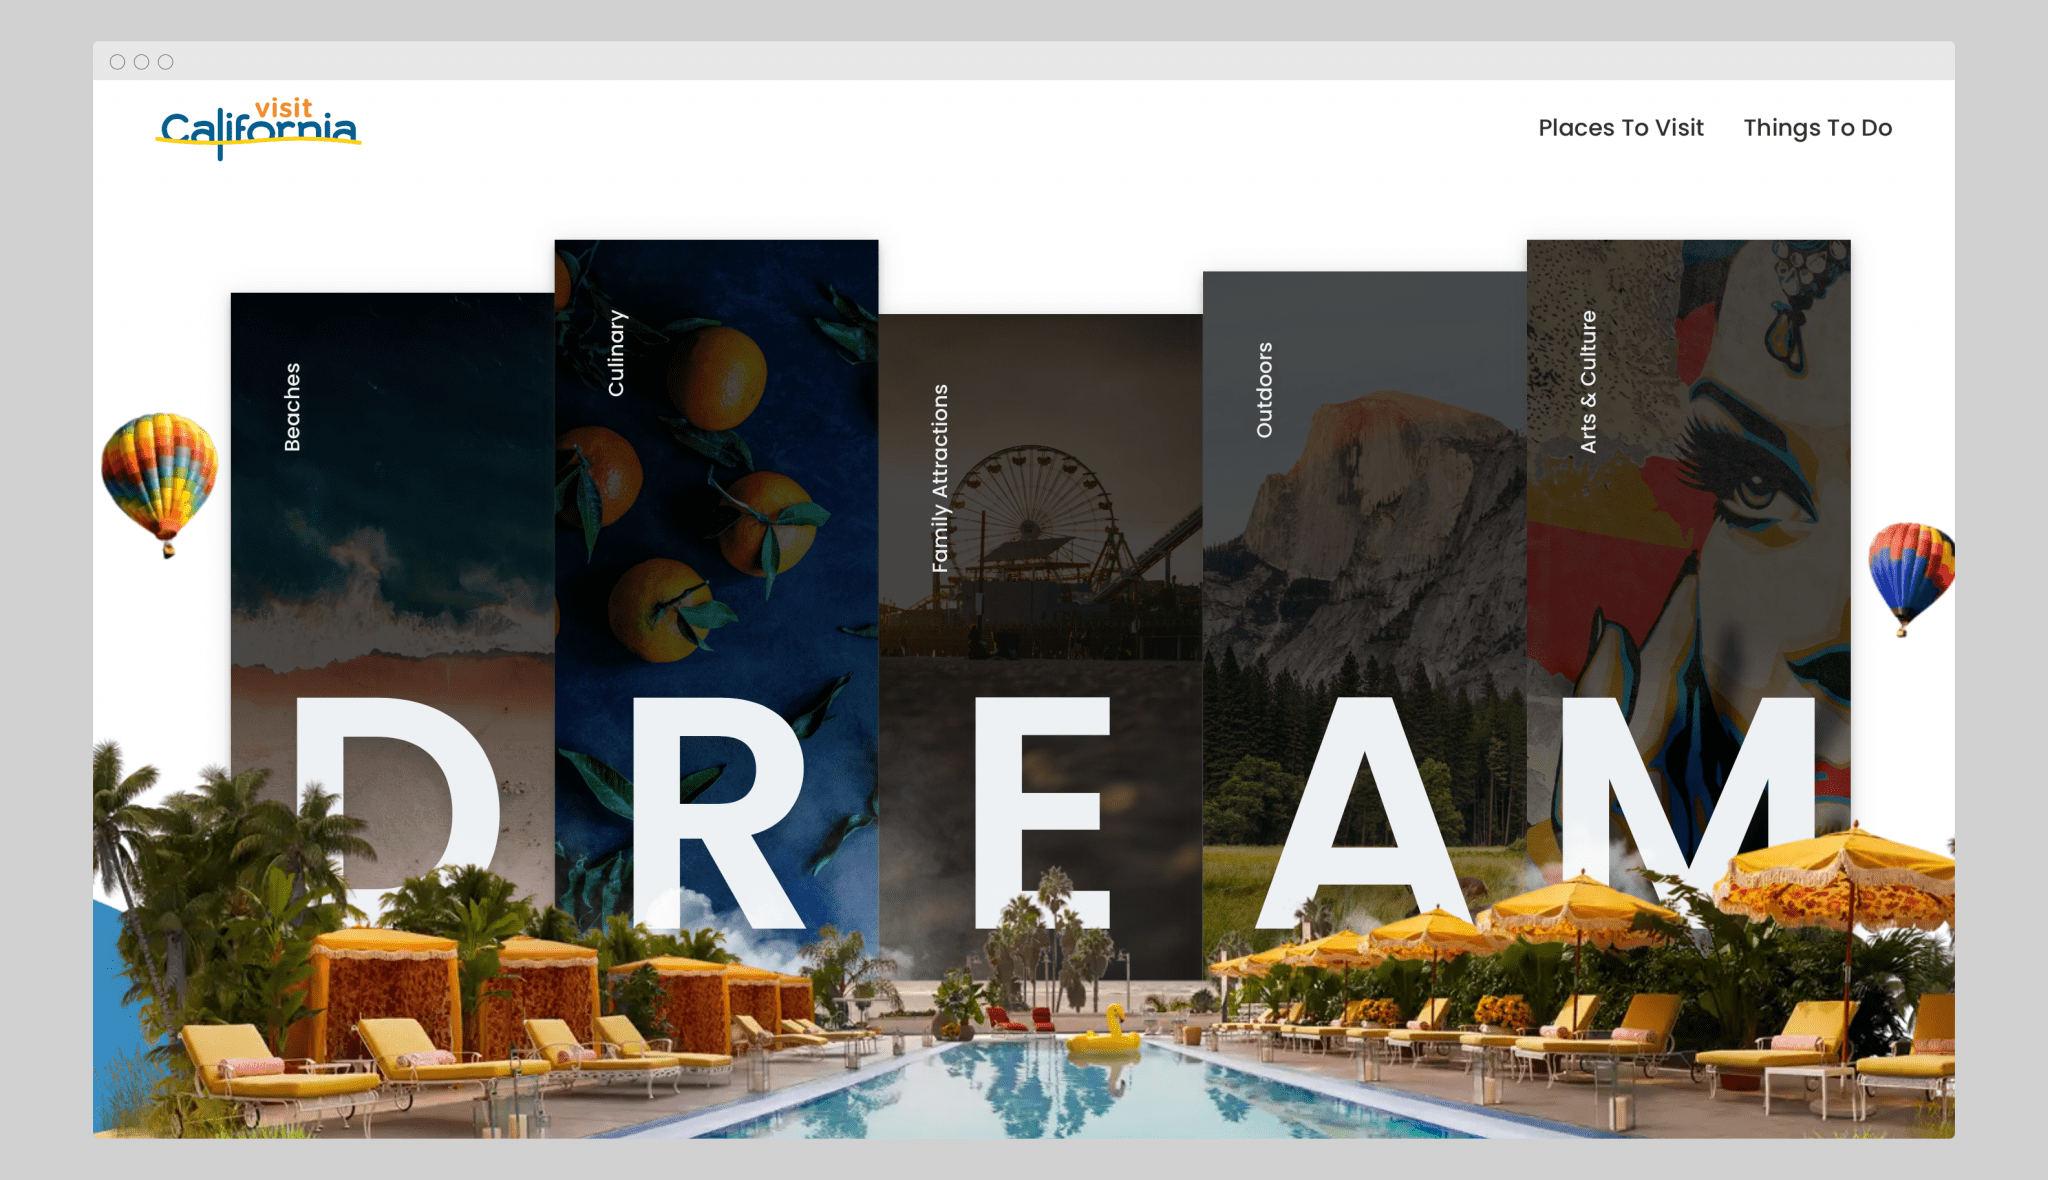 visit
California
Places To Visit
Things To Do
Beaches
Culinary
Family Attractions
Outdoors
Arts & Culture
DREAM